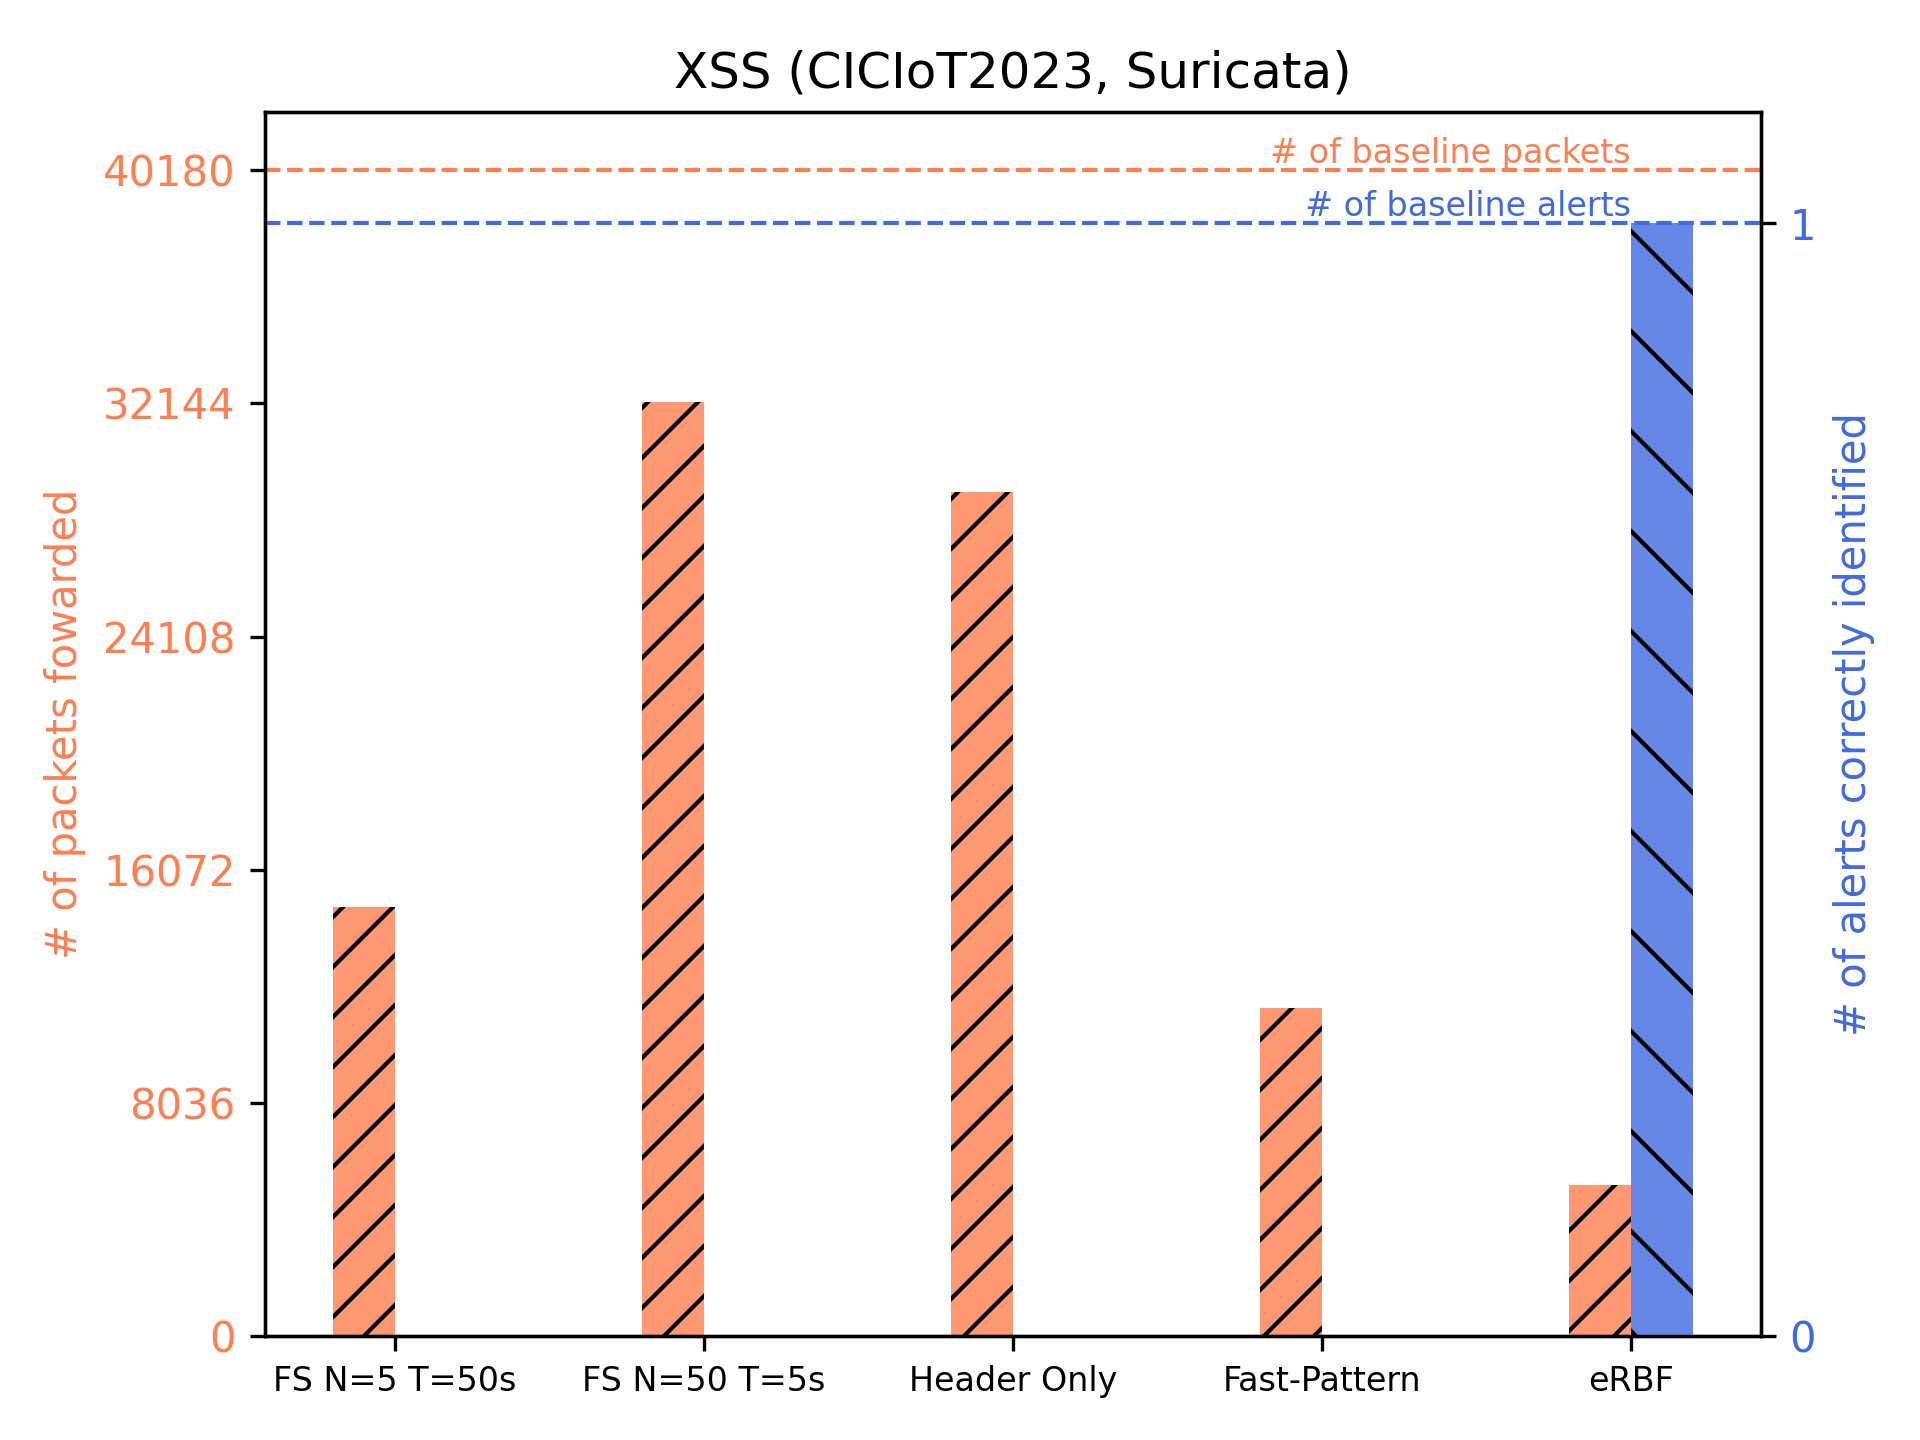 XSS (CICIoT2023, Suricata)
# of baseline packets
# of baseline alerts
# of packets fowarded
40180
32144
24108
16072
8036
0
1
0
# of alerts correctly identified
FS N=5 T=50s
FS N=50 T=5s
Header Only
Fast-Pattern
eRBF